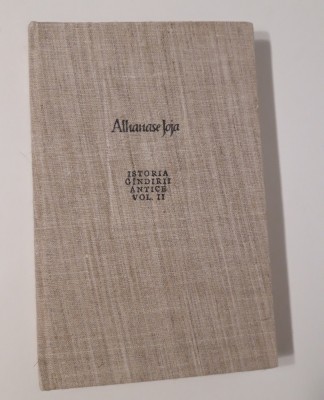 Athanase Joja
ISTORIA
GÎNDIRII
ANTICE
VOL. II